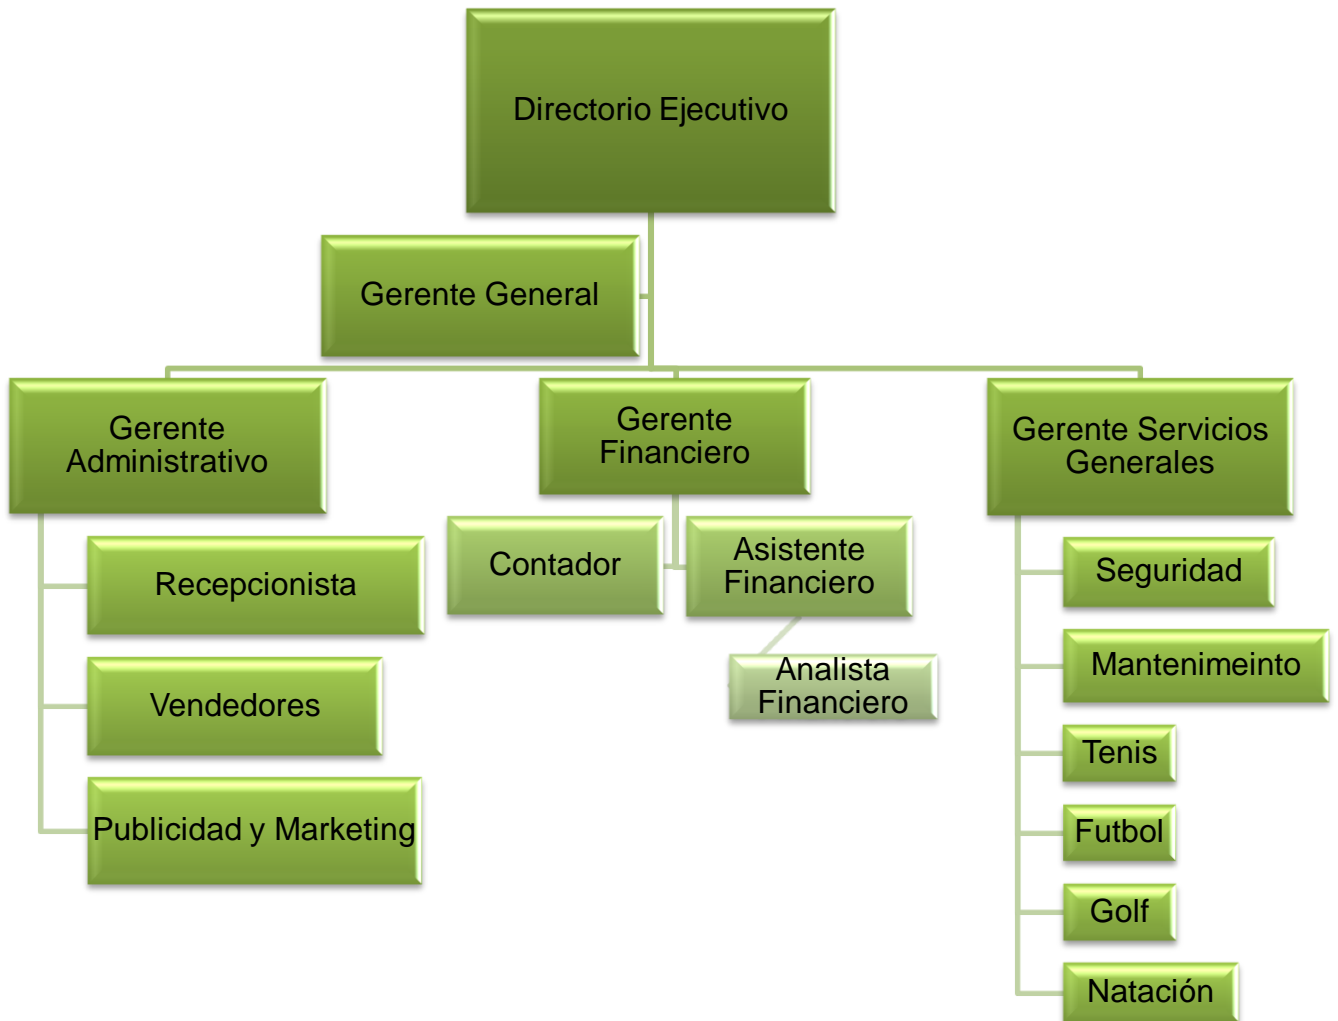 Directorio Ejecutivo
Gerente General
Gerente
Administrativo
Recepcionista
Vendedores
Publicidad y Marketing
Gerente
Financiero
Contador
Asistente
Financiero
Analista
Financiero
Gerente Servicios
Generales
Seguridad
Mantenimeinto
Tenis
Futbol
Golf
Natación